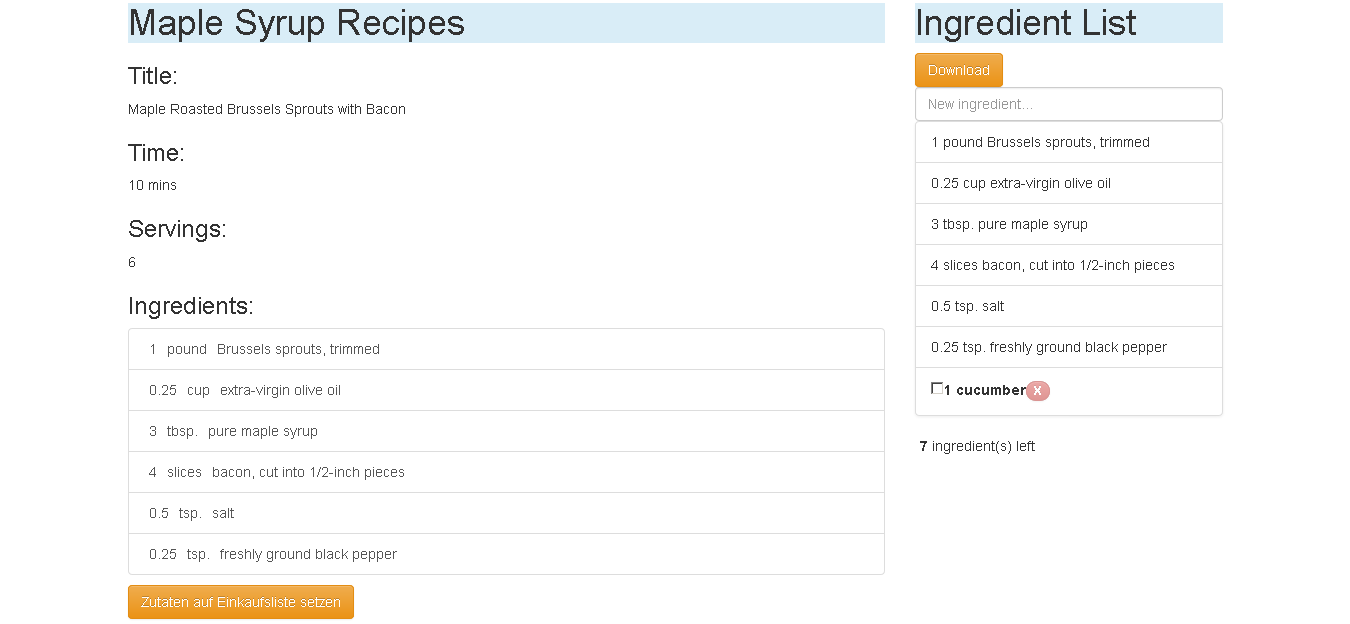 Maple Syrup Recipes
Title:
Maple Roasted Brussels Sprouts with Bacon
Time:
10 mins
Servings:
6
Ingredients:
1 pound Brussels sprouts, trimmed
0.25 cup extra-virgin olive oil
3 tbsp. pure maple syrup
4 slices bacon, cut into 1/2-inch pieces
0.5 tsp. salt
0.25 tsp. freshly ground black pepper
Zutaten auf Einkaufsliste setzen
Ingredient List
Download
New ingredient...
1 pound Brussels sprouts, trimmed
0.25 cup extra-virgin olive oil
3 tbsp. pure maple syrup
4 slices bacon, cut into 1/2-inch pieces
0.5 tsp. salt
0.25 tsp. freshly ground black pepper
1 cucumber X
7 ingredient(s) left